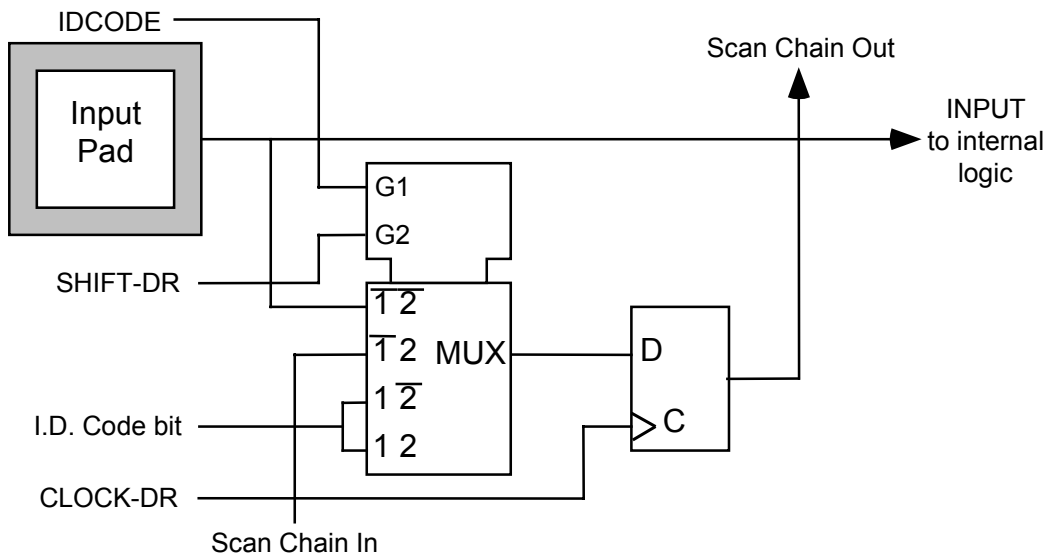 IDCODE
Scan Chain Out
Input
Pad
INPUT
to internal
logic
G1
G2
SHIFT-DR
1̅ 2̅
1̅ 2
MUX
D
1 2̅
I.D. Code bit
1 2
C
CLOCK-DR
Scan Chain In